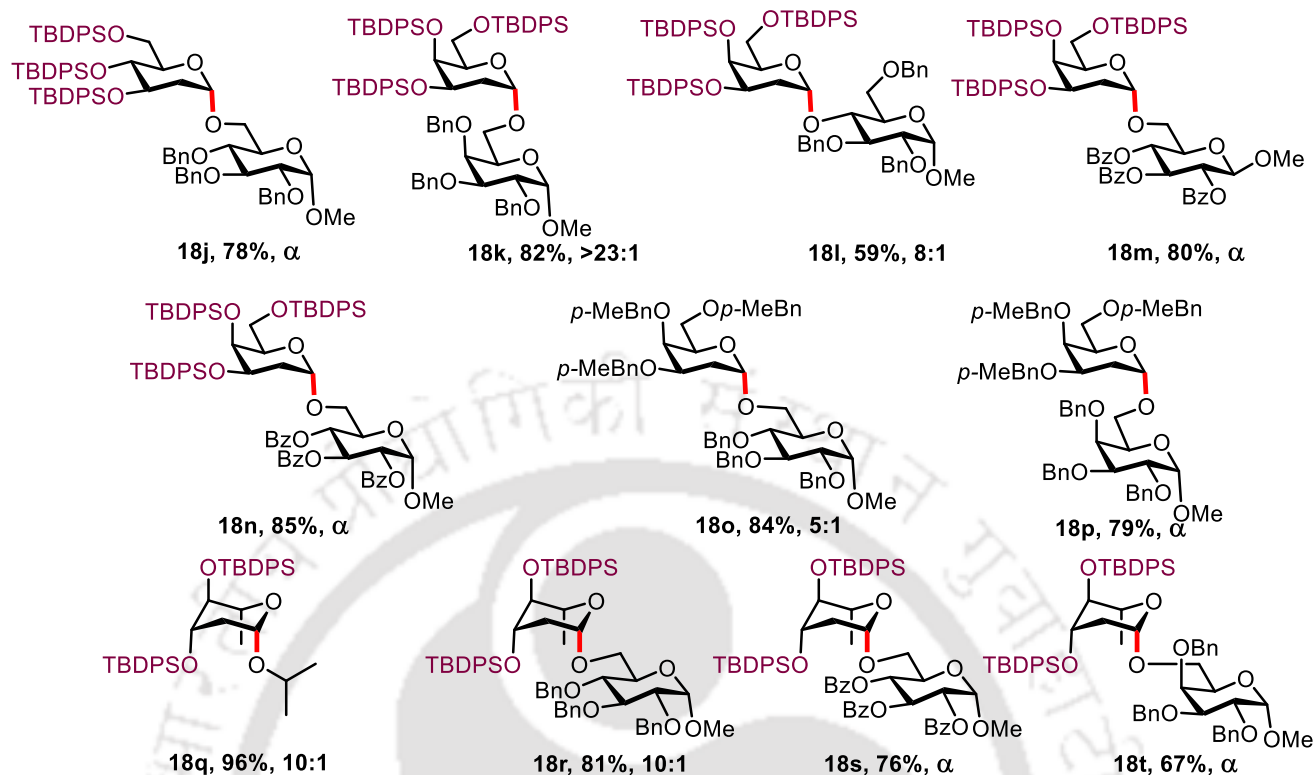 TBDPSO
TBDPSO
TBDPSO
O
O
O
BnO
BnO
BnO
OMe
18j, 78%, α
TBDPSO
OTBDPS
TBDPSO
O
O
BnO
O
BnO
BnO
OMe
18k, 82%, >23:1
TBDPSO
OTBDPS
TBDPSO
O
OBn
O
O
BnO
BnO
OMe
18l, 59%, 8:1
TBDPSO
OTBDPS
TBDPSO
O
O
O
OMe
BzO
BzO
BzO
18m, 80%, α
TBDPSO
OTBDPS
TBDPSO
O
O
O
BzO
BzO
BzO
OMe
18n, 85%, α
p-MeBnO
Op-MeBn
p-MeBnO
O
O
O
BnO
BnO
BnO
OMe
18o, 84%, 5:1
p-MeBnO
Op-MeBn
p-MeBnO
O
O
BnO
O
BnO
BnO
OMe
18p, 79%, α
OTBDPS
O
TBDPSO
O
18q, 96%, 10:1
OTBDPS
O
TBDPSO
O
O
BnO
BnO
BnO
OMe
18r, 81%, 10:1
OTBDPS
O
TBDPSO
O
O
BzO
BzO
BzO
OMe
18s, 76%, α
OTBDPS
O
TBDPSO
O
OBn
O
BnO
BnO
OMe
18t, 67%, α